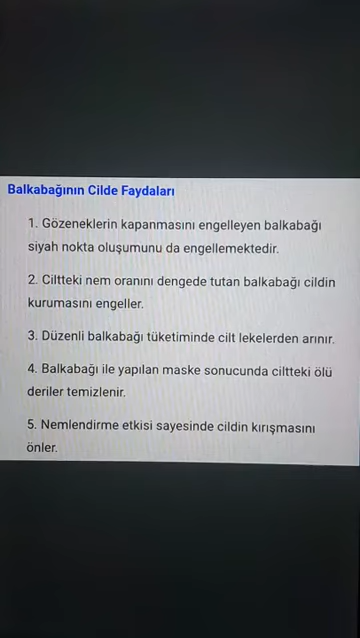 Balkabağının Cilde Faydaları
1. Gözeneklerin kapanmasını engelleyen balkabağı
siyah nokta oluşumunu da engellemektedir.
2. Ciltteki nem oranını dengede tutan balkabağı cildin
kurumasını engeller.
3. Düzenli balkabağı tüketiminde cilt lekelerden arınır.
4. Balkabağı ile yapılan maske sonucunda ciltteki ölü
deriler temizlenir.
5. Nemlendirme etkisi sayesinde cildin kırışmasını
önler.